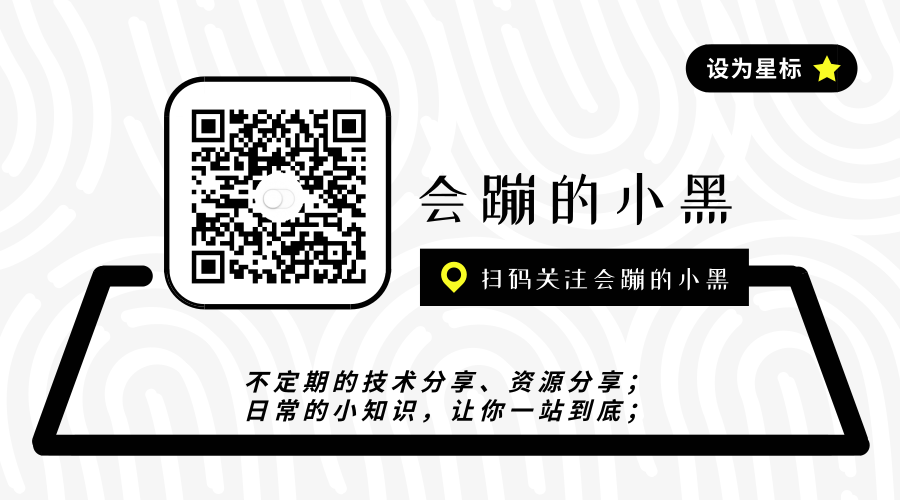 设为星标
会蹦的小黑
扫码关注会蹦的小黑
不定期的技术分享、资源分享；
日常的小知识，让你一站到底；